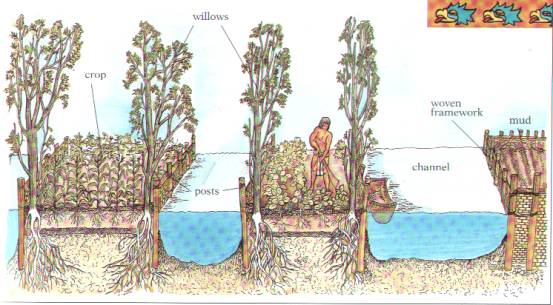 willows
crop
woven
framework
mud
channel
posts